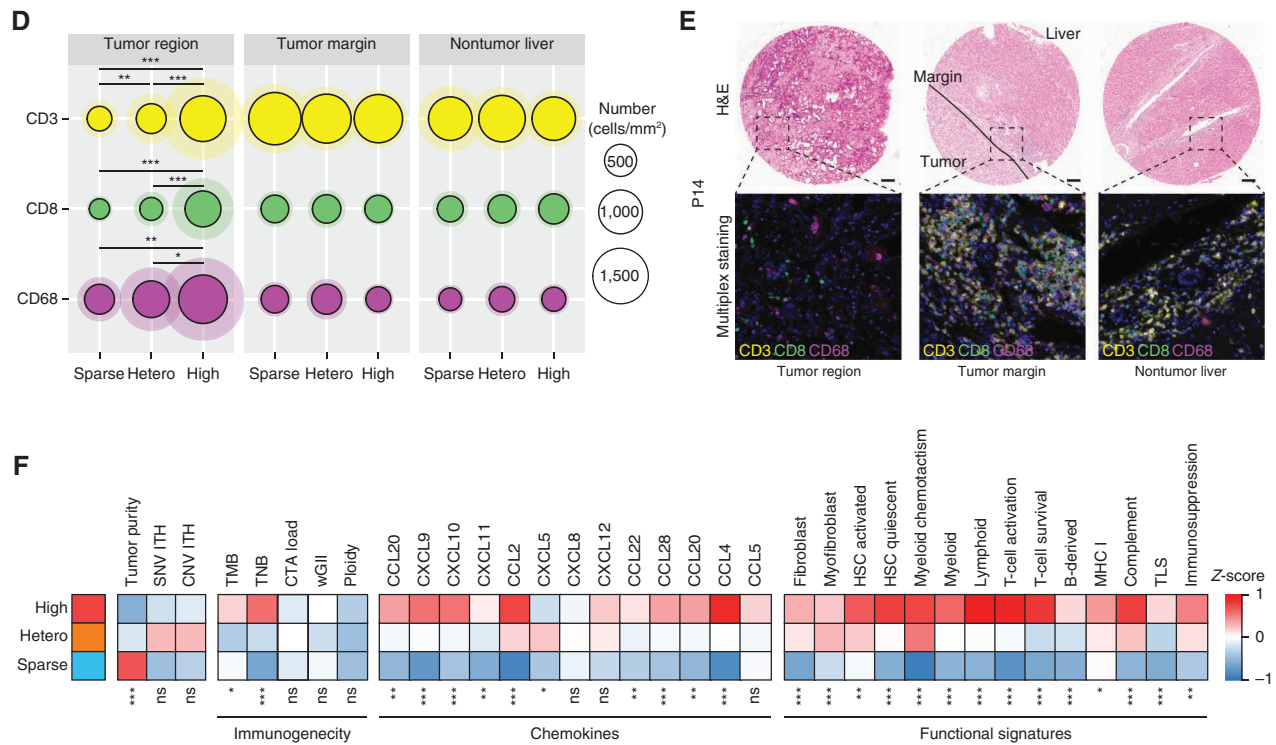 D
Tumor region
Tumor margin
Nontumor liver
***
** ***
CD3
***
***
CD8
**
*
CD68
Sparse Hetero High
Sparse Hetero High
Sparse Hetero High
Number
(cells/mm²)
500
1,000
1,500
E
P14
H&E
Margin
Tumor
Liver
Multiplex staining
CD3 CD8 CD68
CD3 CD8 CD68
CD3 CD8 CD68
Tumor region
Tumor margin
Nontumor liver
F
Tumor purity
SNV ITH
CNV ITH
TMB
TNB
CTA load
wGII
Ploidy
CCL20
CXCL9
CXCL10
CXCL11
CCL2
CXCL5
CXCL8
CXCL12
CCL22
CCL28
CCL20
CCL4
CCL5
Fibroblast
Myofibroblast
HSC activated
HSC quiescent
Myeloid chemotactism
Myeloid
Lymphoid
T-cell activation
T-cell survival
B-derived
MHC I
Complement
TLS
Immunosuppression
High
Hetero
Sparse
*** ns ns
* *** ns ns ns
** *** *** ** *** * ns ns ** *** ** *** ns
*** *** ** *** *** *** *** *** *** *** * *** *** **
Immunogenecity
Chemokines
Functional signatures
Z-score
1
0
−1